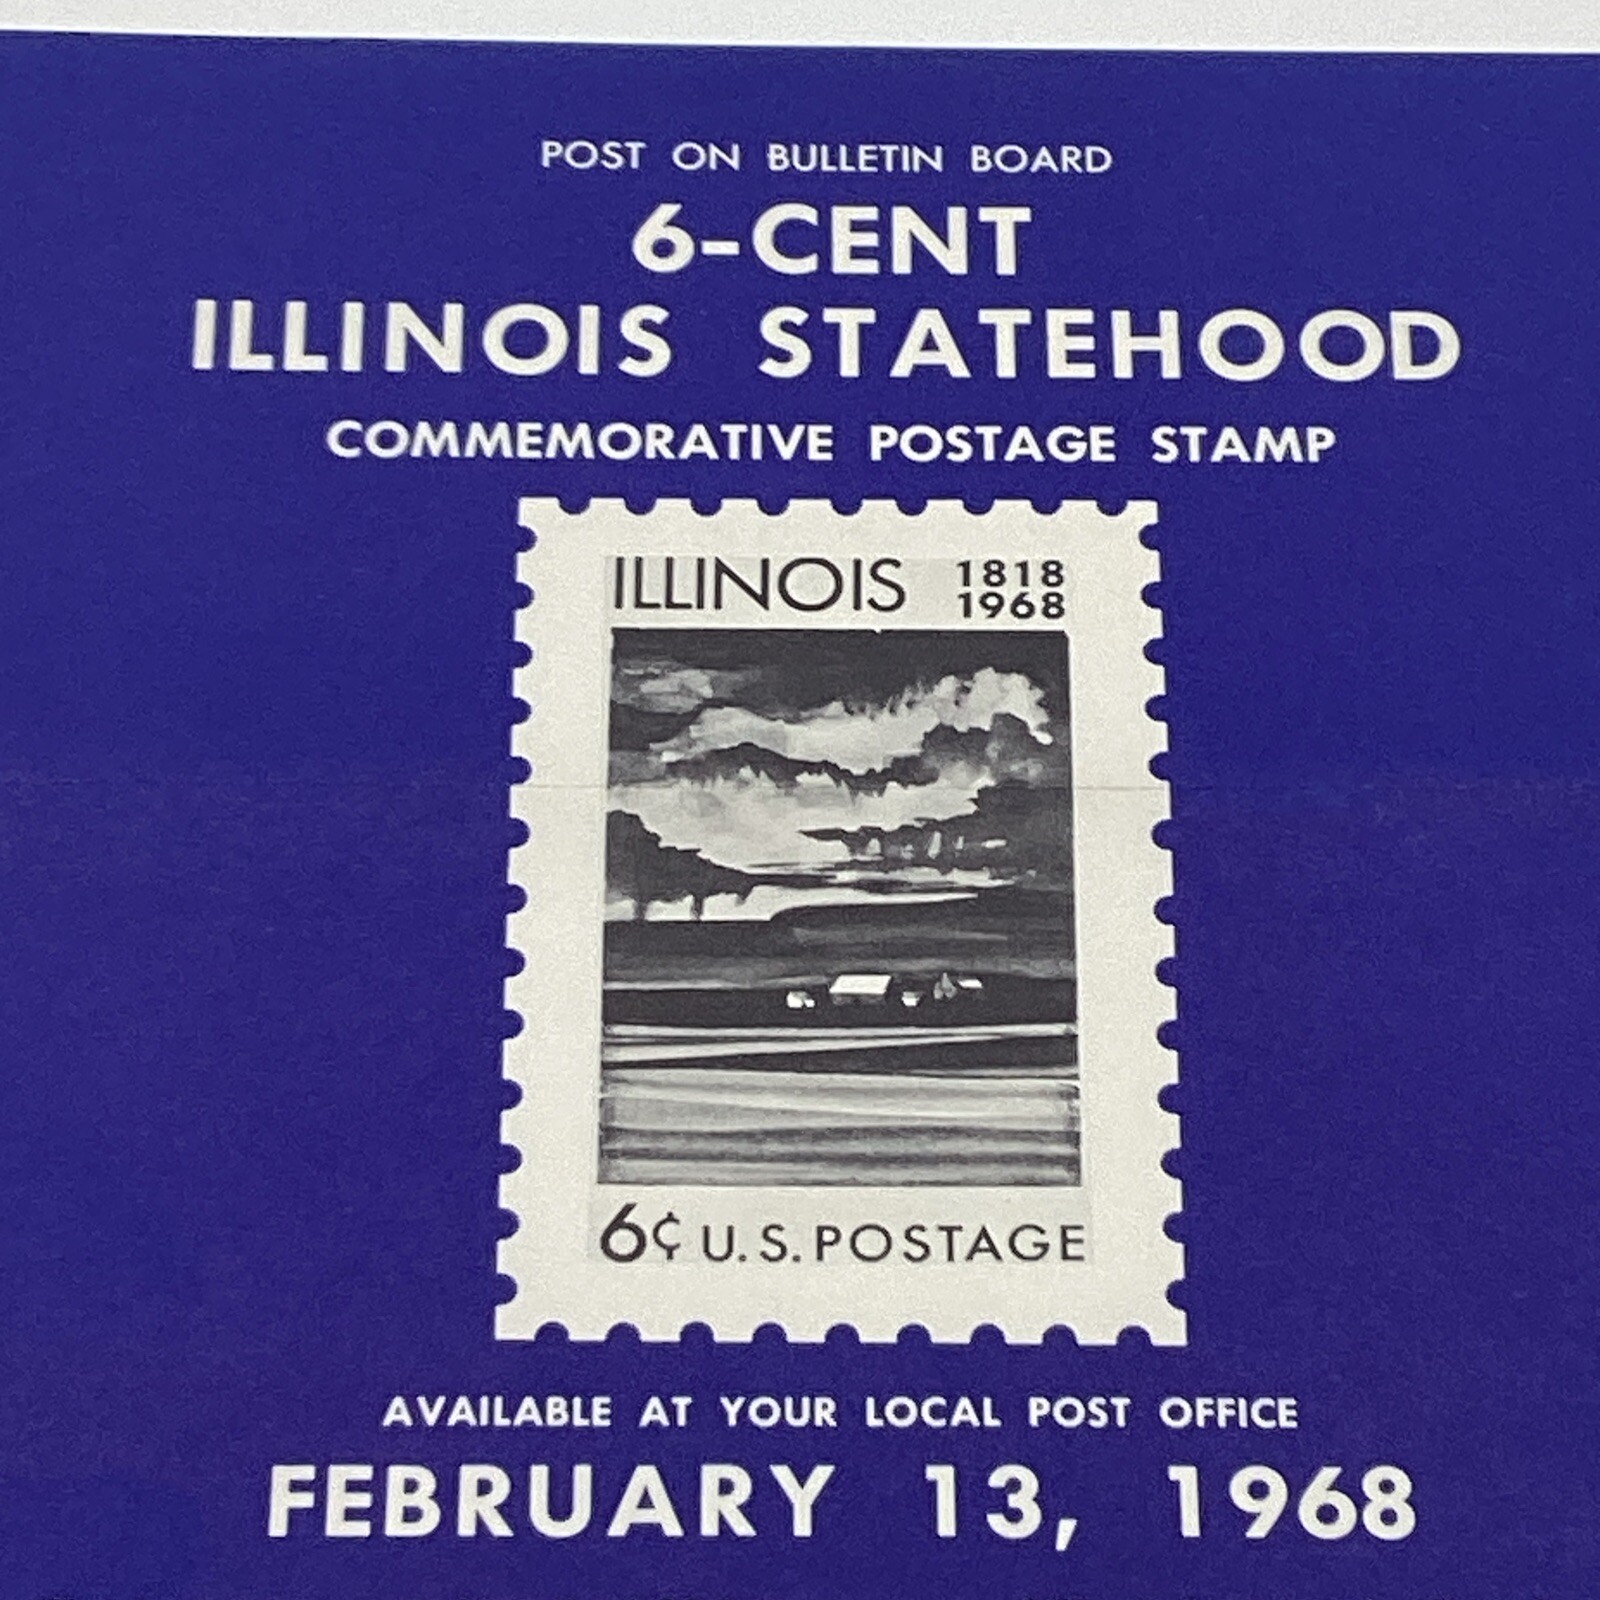 POST ON BULLETIN BOARD
6-CENT
ILLINOIS STATEHOOD
COMMEMORATIVE POSTAGE STAMP
ILLINOIS 1818
1968
6¢ U.S. POSTAGE
AVAILABLE AT YOUR LOCAL POST OFFICE
FEBRUARY 13, 1968